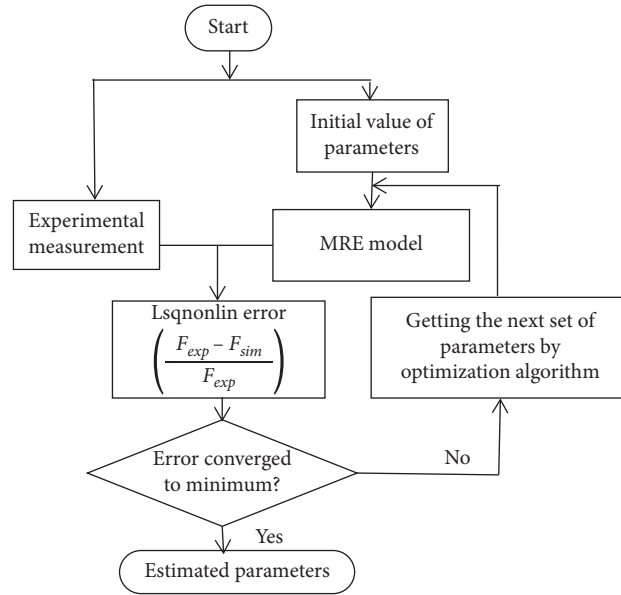 Start
Initial value of
parameters
Experimental
measurement
MRE model
Lsqnonlin error
(F_exp – F_sim / F_exp)
Getting the next set of
parameters by
optimization algorithm
Error converged
to minimum?
No
Yes
Estimated parameters